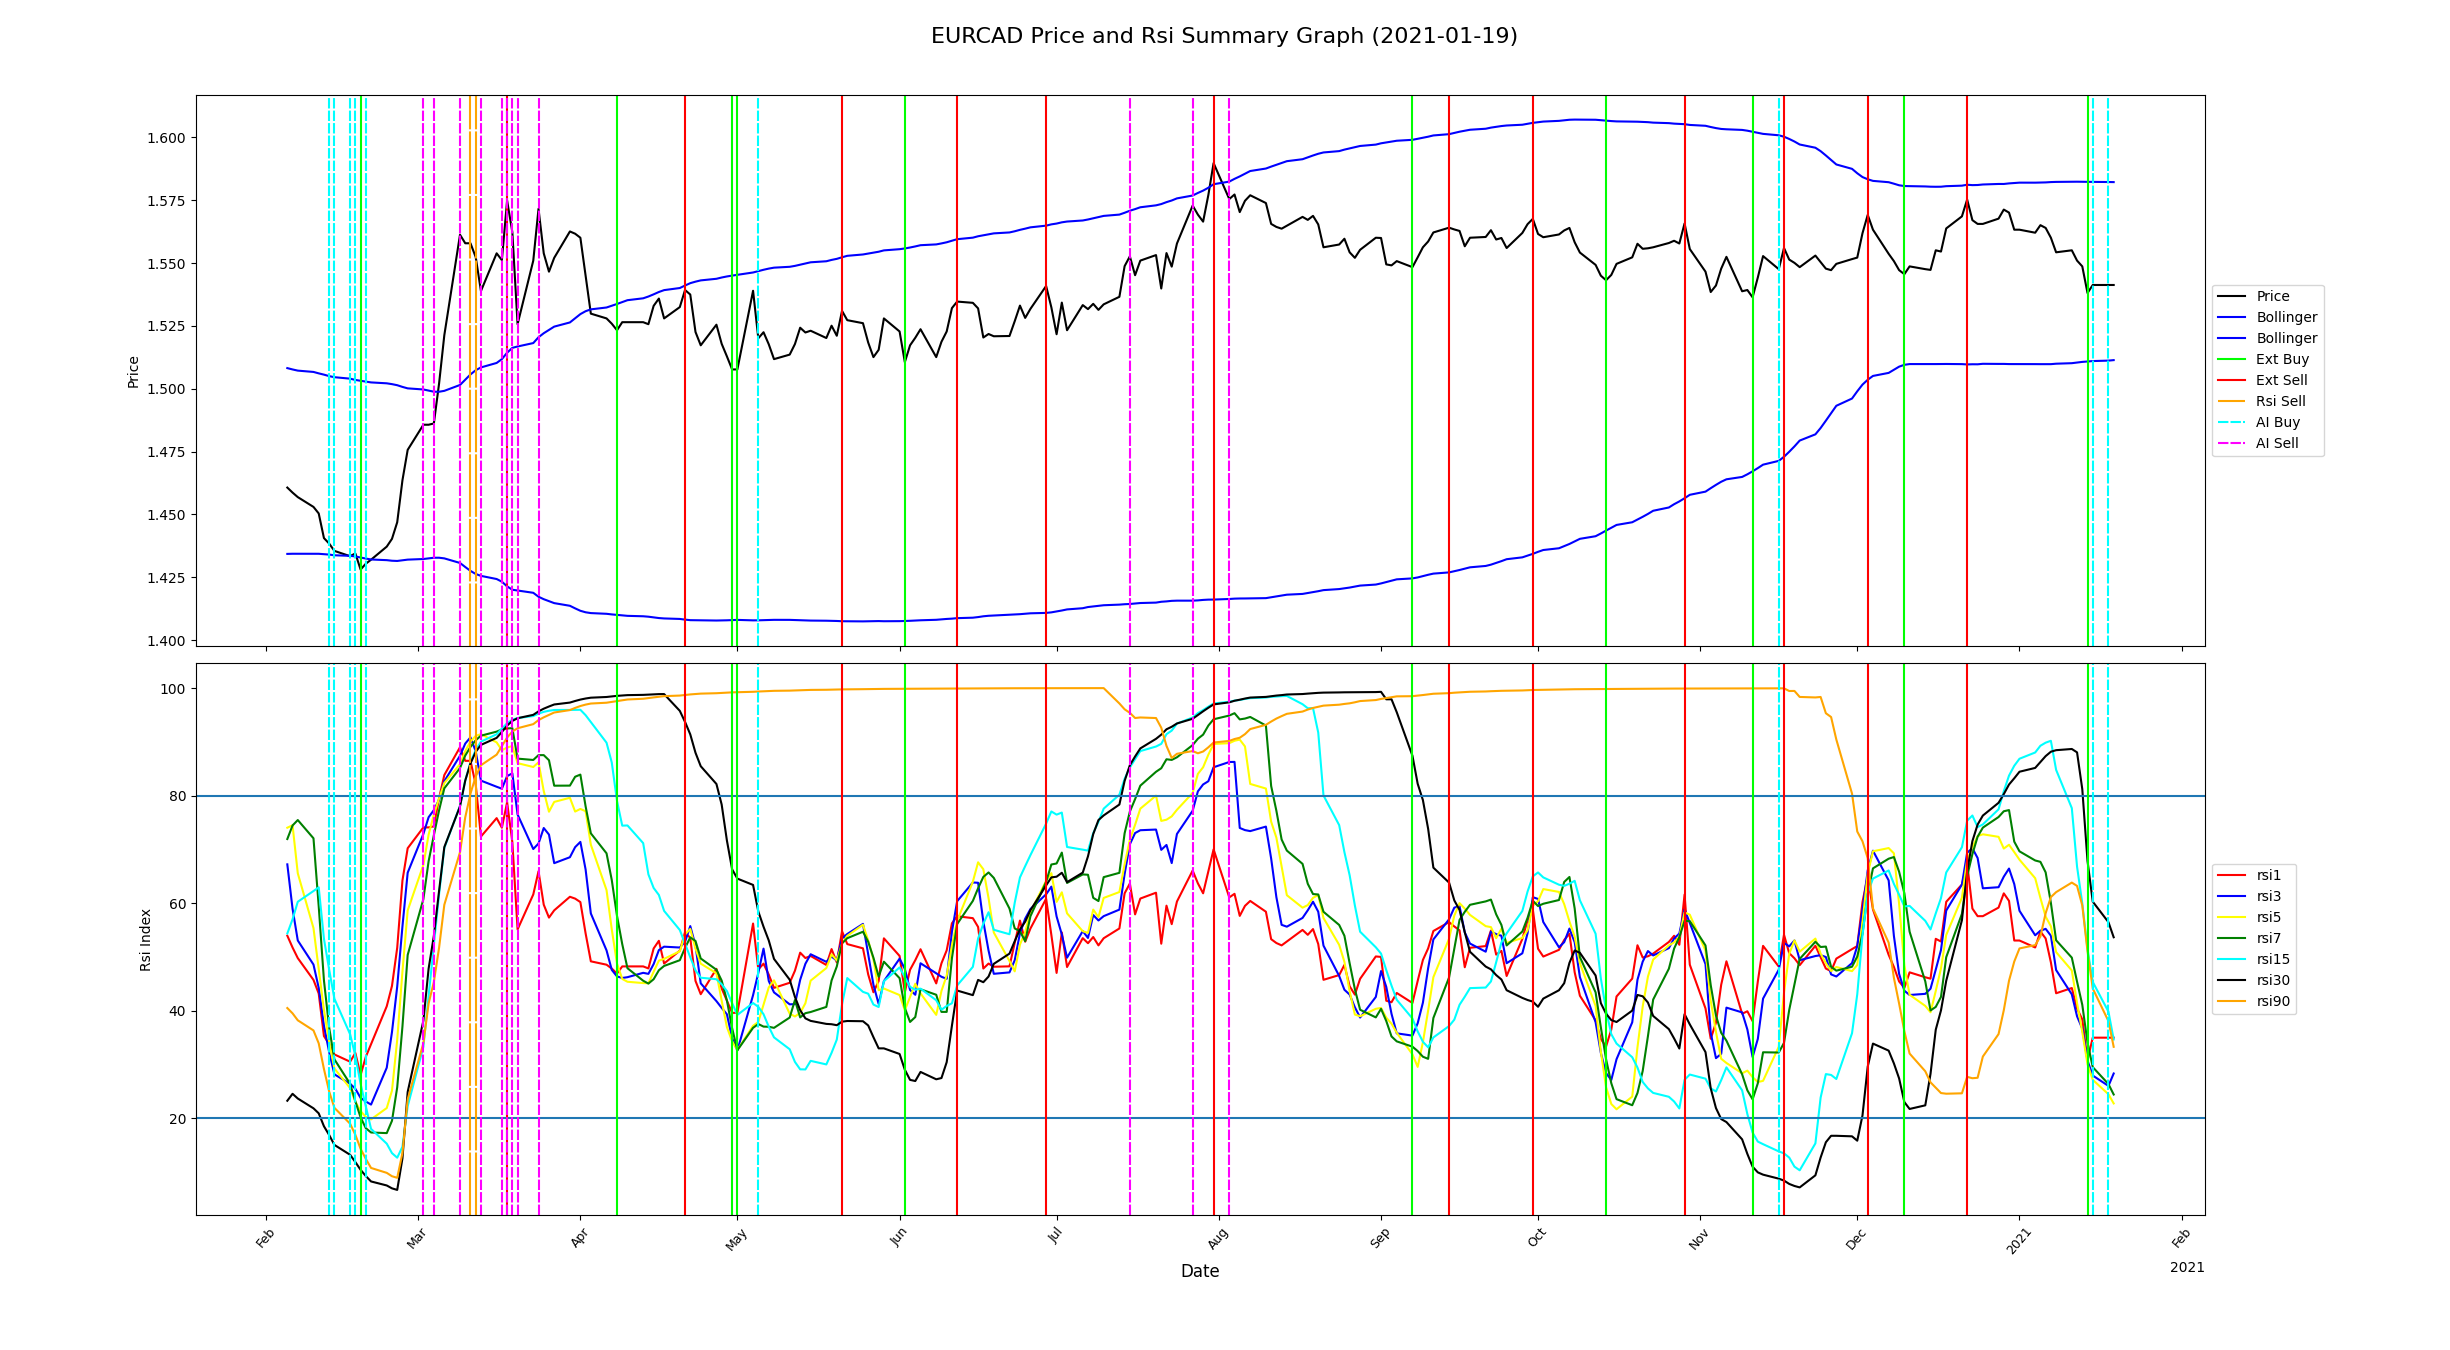 EURCAD Price and Rsi Summary Graph (2021-01-19)
Price
1.600
1.575
1.550
1.525
1.500
1.475
1.450
1.425
1.400
Price
Bollinger
Bollinger
Ext Buy
Ext Sell
Rsi Sell
AI Buy
AI Sell
Rsi Index
100
80
60
40
20
rsi1
rsi3
rsi5
rsi7
rsi15
rsi30
rsi90
Feb Mar Apr May Jun Jul Aug Sep Oct Nov Dec 2021 Feb
Date
2021